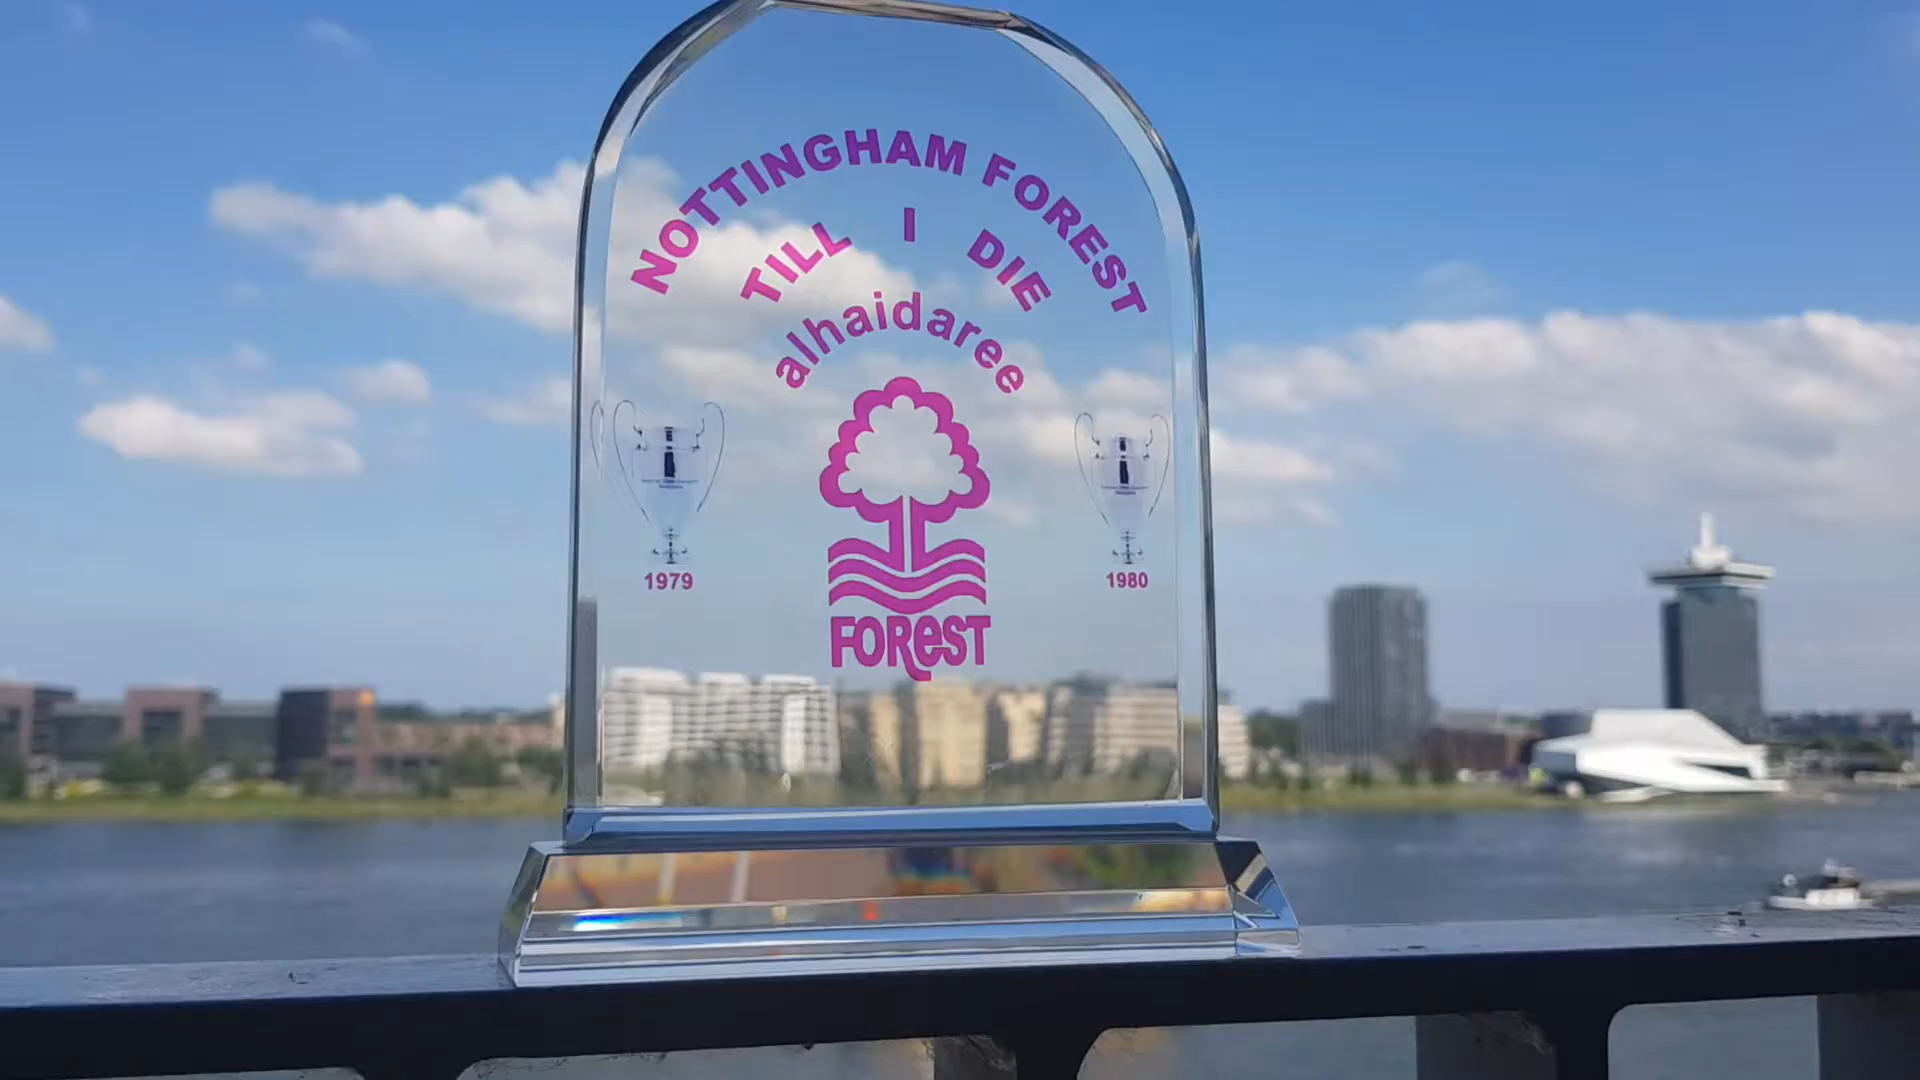 NOTTINGHAM FOREST
TILL I DIE
alhaidaree
1979
1980
FOReST